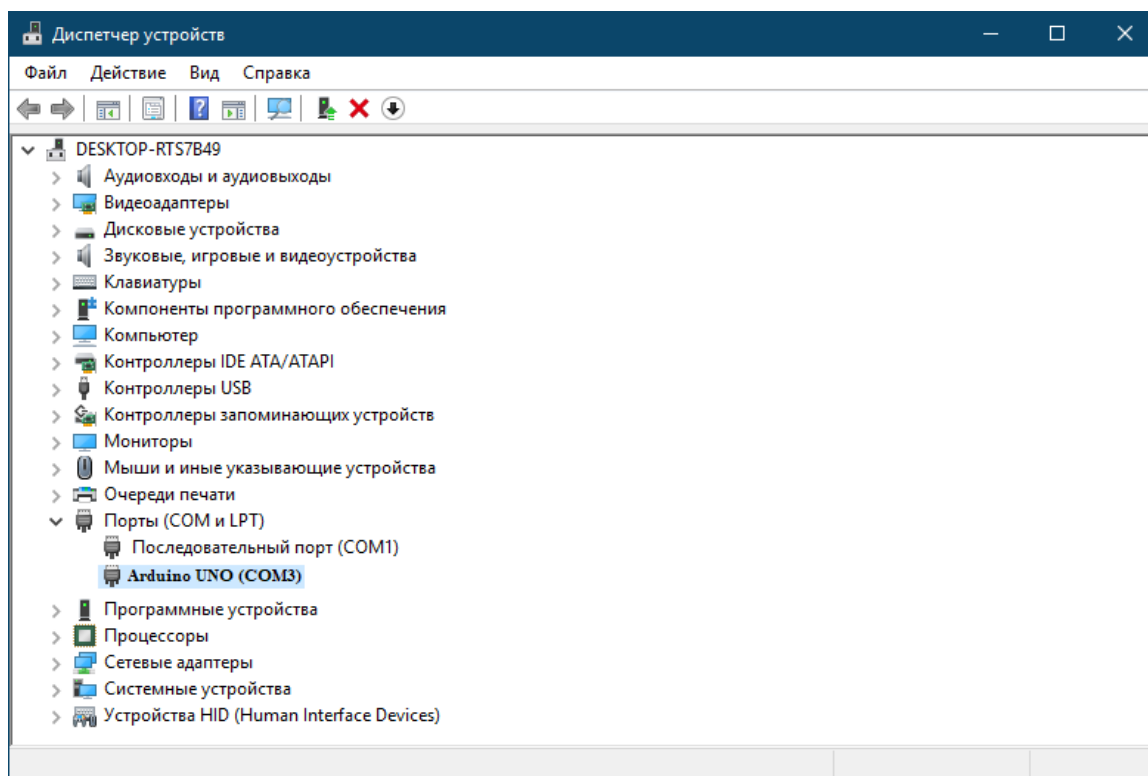 Диспетчер устройств
Файл Действие Вид Справка
DESKTOP-RTS7B49
Аудиовходы и аудиовыходы
Видеоадаптеры
Дисковые устройства
Звуковые, игровые и видеоустройства
Клавиатуры
Компоненты программного обеспечения
Компьютер
Контроллеры IDE ATA/ATAPI
Контроллеры USB
Контроллеры запоминающих устройств
Мониторы
Мыши и иные указывающие устройства
Очереди печати
Порты (COM и LPT)
Последовательный порт (COM1)
Arduino UNO (COM3)
Программные устройства
Процессоры
Сетевые адаптеры
Системные устройства
Устройства HID (Human Interface Devices)